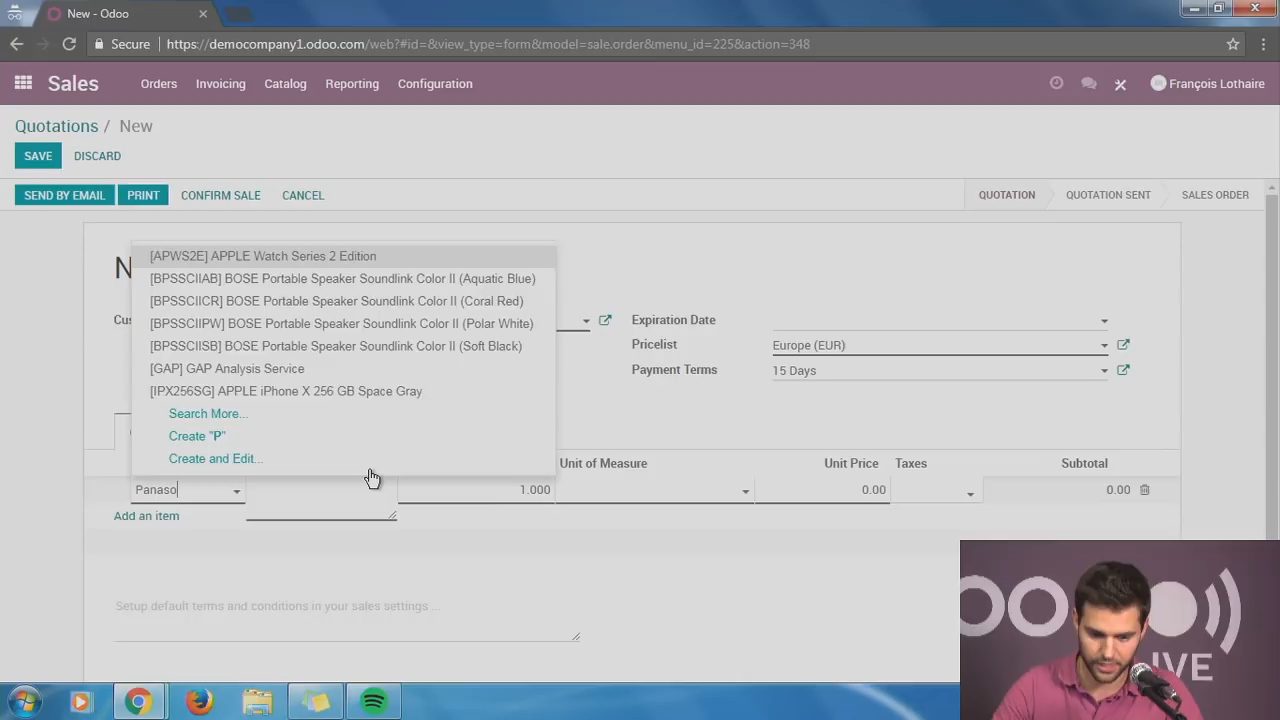 New - Odoo
Secure https://democompany1.odoo.com/web?#id=&view_type=form&model=sale.order&menu_id=225&action=348
Sales Orders Invoicing Catalog Reporting Configuration François Lothaire
Quotations / New
SAVE DISCARD
SEND BY EMAIL PRINT CONFIRM SALE CANCEL QUOTATION QUOTATION SENT SALES ORDER
N
[APWS2E] APPLE Watch Series 2 Edition
[BPSSCIIAB] BOSE Portable Speaker Soundlink Color II (Aquatic Blue)
[BPSSCIICR] BOSE Portable Speaker Soundlink Color II (Coral Red)
[BPSSCIIPW] BOSE Portable Speaker Soundlink Color II (Polar White)
[BPSSCIISB] BOSE Portable Speaker Soundlink Color II (Soft Black)
[GAP] GAP Analysis Service
[IPX256SG] APPLE iPhone X 256 GB Space Gray
Search More...
Create "P"
Create and Edit...
Cus
Expiration Date
Pricelist Europe (EUR)
Payment Terms 15 Days
Unit of Measure Unit Price Taxes Subtotal
Panaso 1.000 0.00 0.00
Add an item
Setup default terms and conditions in your sales settings ...
IVE